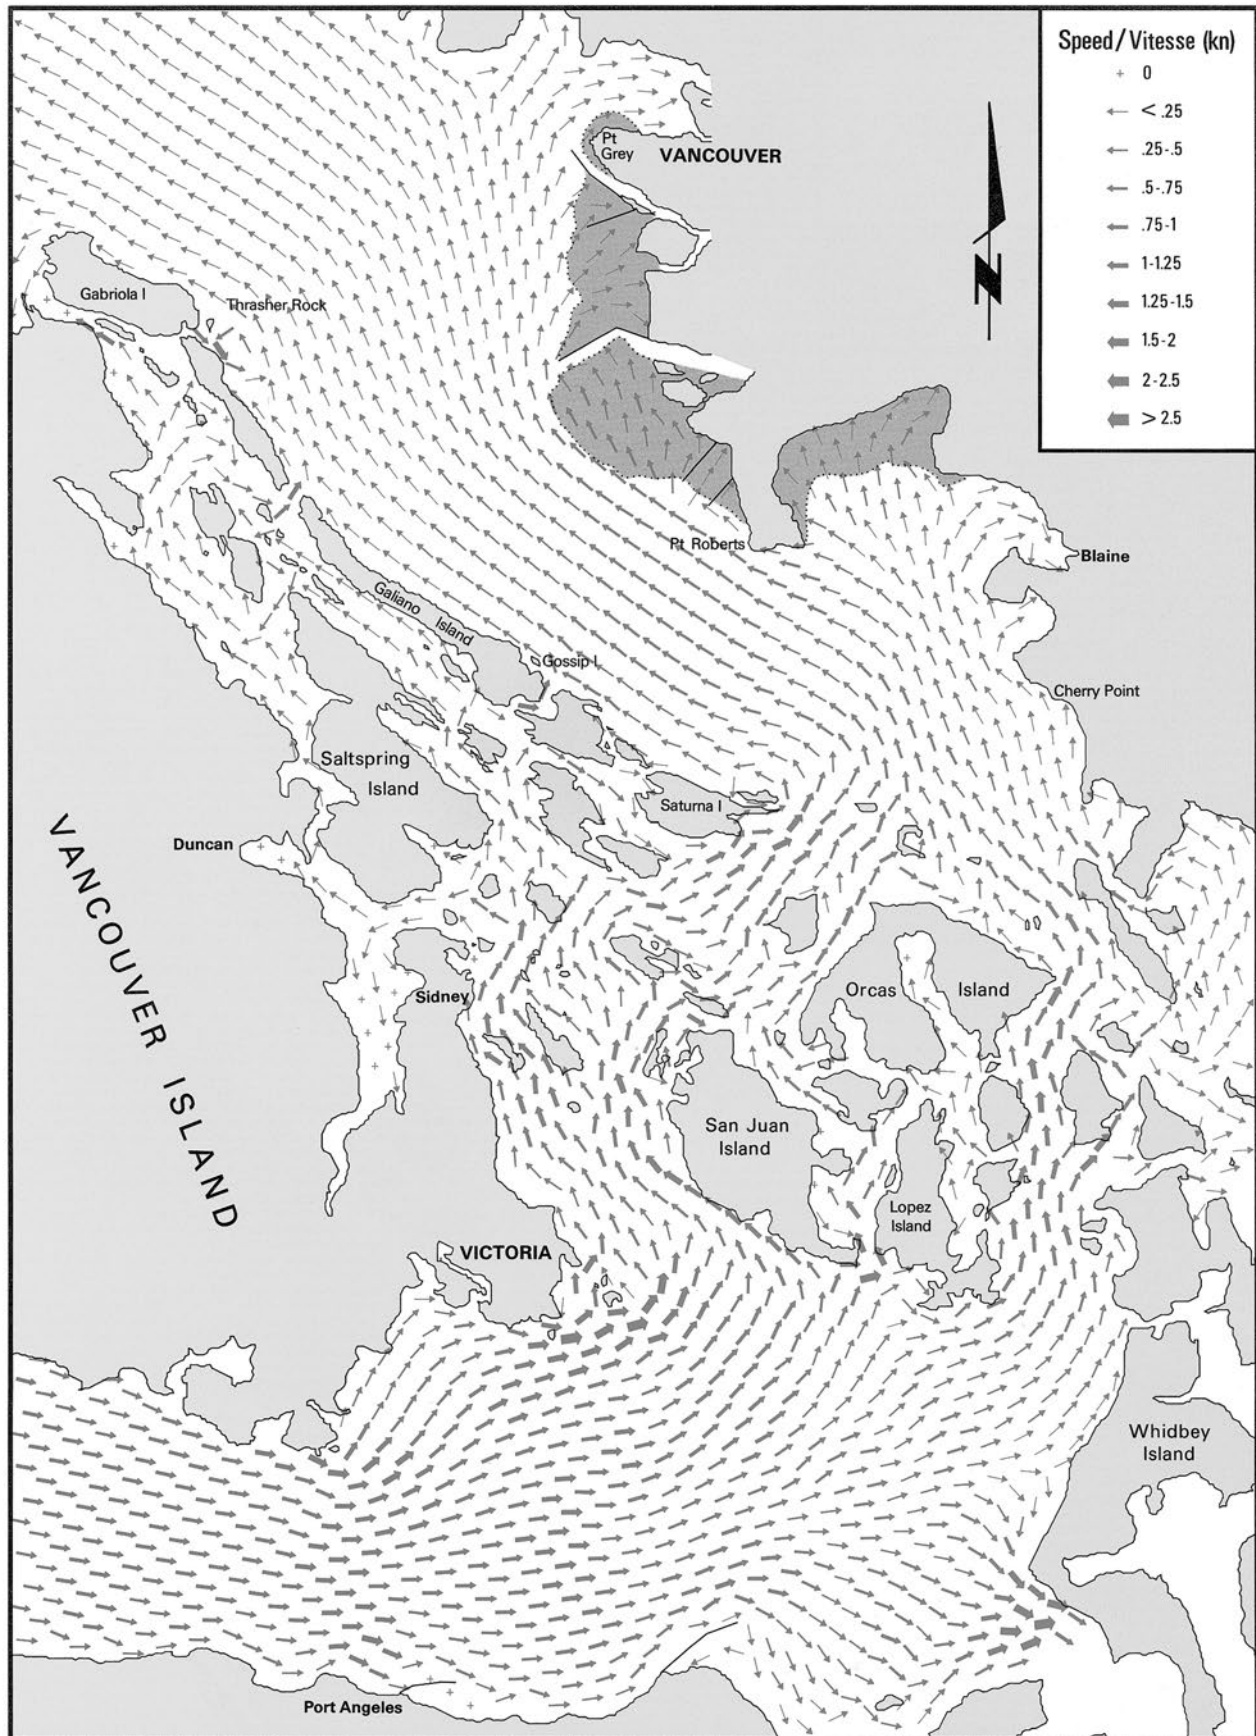 Speed/Vitesse (kn)
0
< .25
.25-.5
.5-.75
.75-1
1-1.25
1.25-1.5
1.5-2
2-2.5
> 2.5
N
Pt
Grey
VANCOUVER
Gabriola I
Thrasher Rock
Pt Roberts
Blaine
Galiano
Island
Gossip I.
Cherry Point
Saltspring
Island
Saturna I
Duncan
VANCOUVER ISLAND
Sidney
Orcas Island
San Juan
Island
Lopez
Island
VICTORIA
Whidbey
Island
Port Angeles